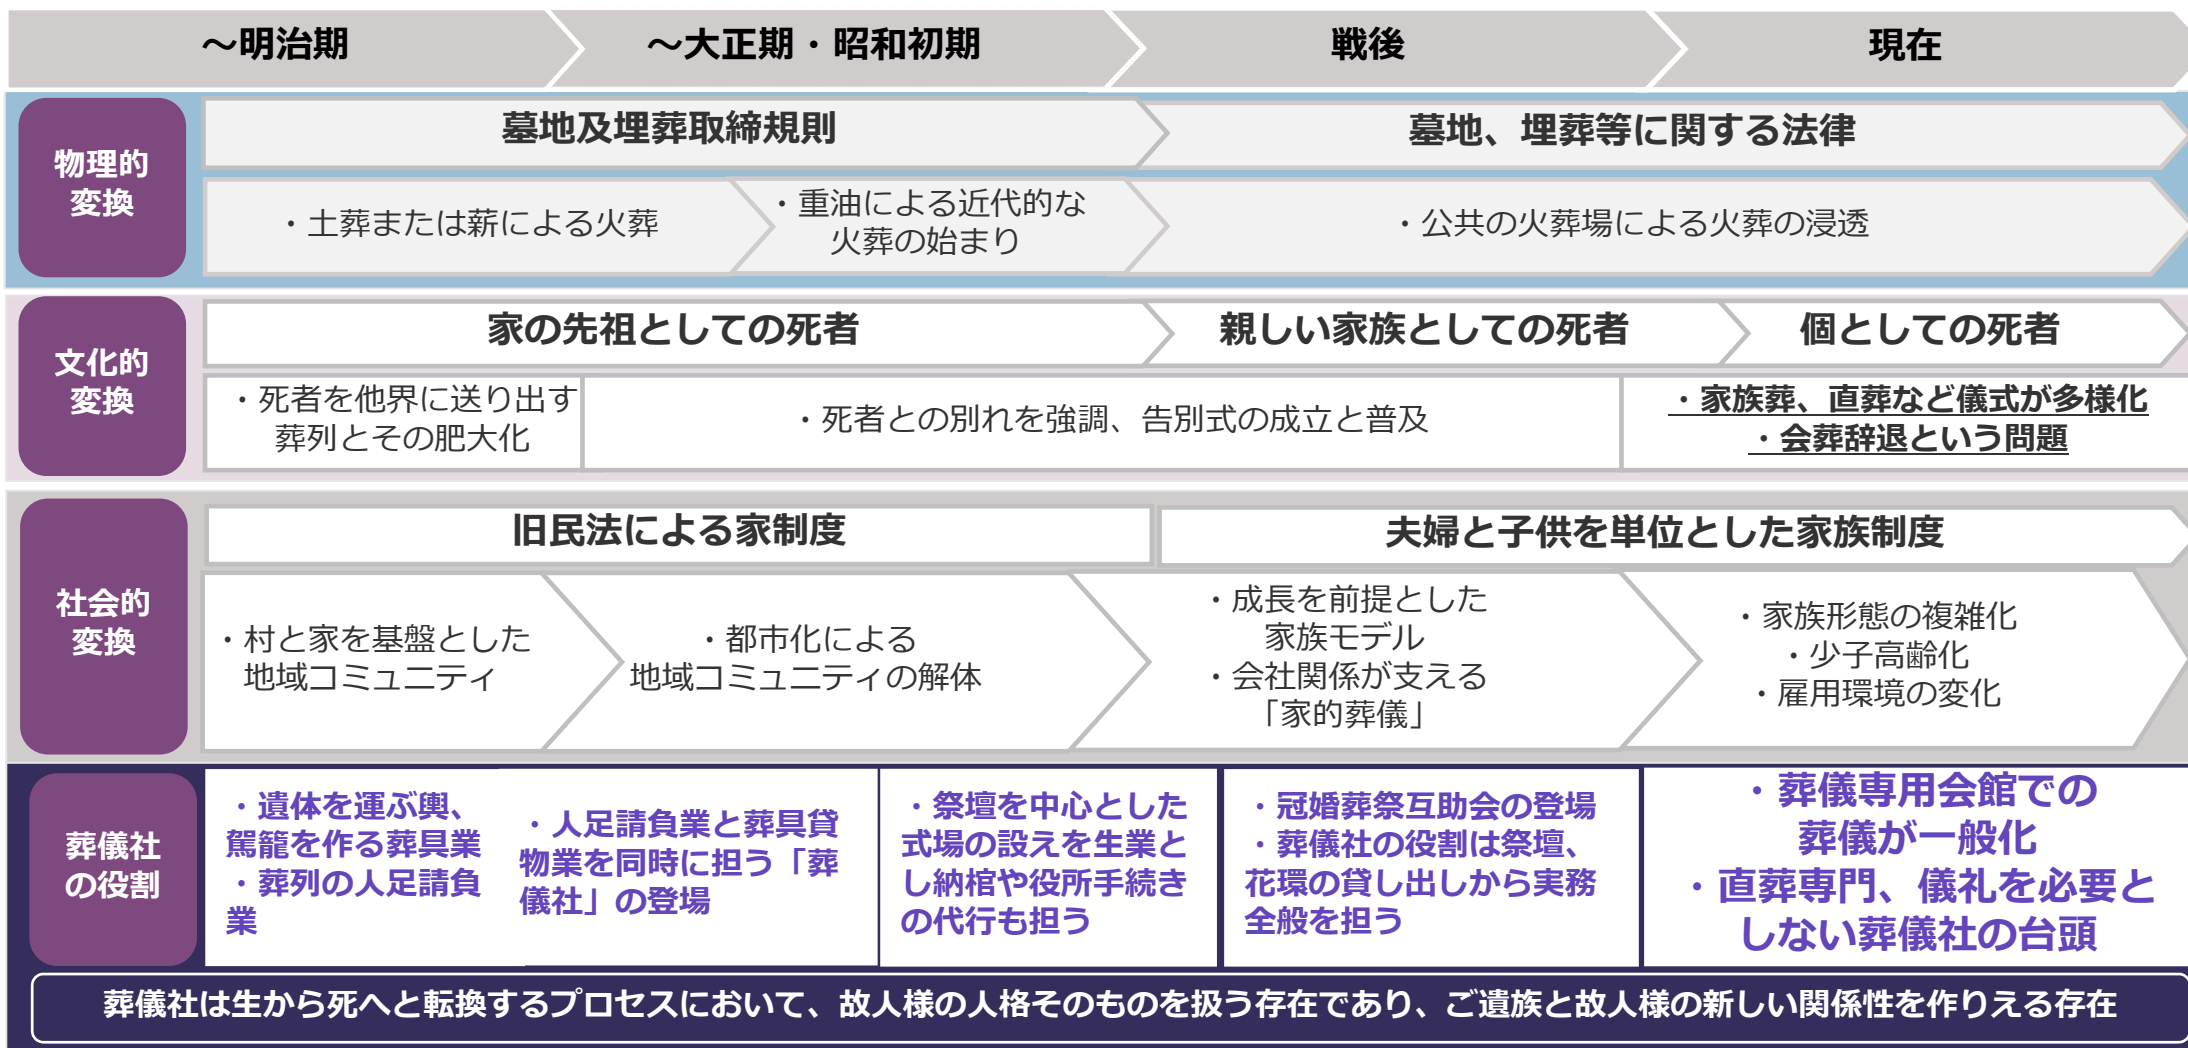 ～明治期
～大正期・昭和初期
戦後
現在
物理的
変換
墓地及埋葬取締規則
墓地、埋葬等に関する法律
・土葬または薪による火葬
・重油による近代的な
火葬の始まり
・公共の火葬場による火葬の浸透
文化的
変換
家の先祖としての死者
親しい家族としての死者
個としての死者
・死者を他界に送り出す
葬列とその肥大化
・死者との別れを強調、告別式の成立と普及
・家族葬、直葬など儀式が多様化
・会葬辞退という問題
社会的
変換
旧民法による家制度
夫婦と子供を単位とした家族制度
・村と家を基盤とした
地域コミュニティ
・都市化による
地域コミュニティの解体
・成長を前提とした
家族モデル
・会社関係が支える
「家的葬儀」
・家族形態の複雑化
・少子高齢化
・雇用環境の変化
葬儀社
の役割
・遺体を運ぶ輿、
駕籠を作る葬具業
・葬列の人足請負
業
・人足請負業と葬具貸
物業を同時に担う「葬
儀社」の登場
・祭壇を中心とした
式場の設えを生業と
し納棺や役所手続き
の代行も担う
・冠婚葬祭互助会の登場
・葬儀社の役割は祭壇、
花環の貸し出しから実務
全般を担う
・葬儀専用会館での
葬儀が一般化
・直葬専門、儀礼を必要と
しない葬儀社の台頭
葬儀社は生から死へと転換するプロセスにおいて、故人様の人格そのものを扱う存在であり、ご遺族と故人様の新しい関係性を作りえる存在